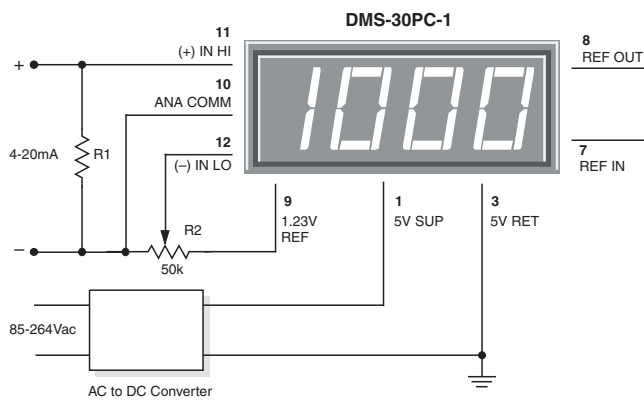 DMS-30PC-1
11
(+) IN HI
8
REF OUT
+
10
ANA COMM
1000
12
(–) IN LO
4-20mA
R1
7
REF IN
9
1.23V
REF
1
5V SUP
3
5V RET
–
R2
50k
85-264Vac
AC to DC Converter